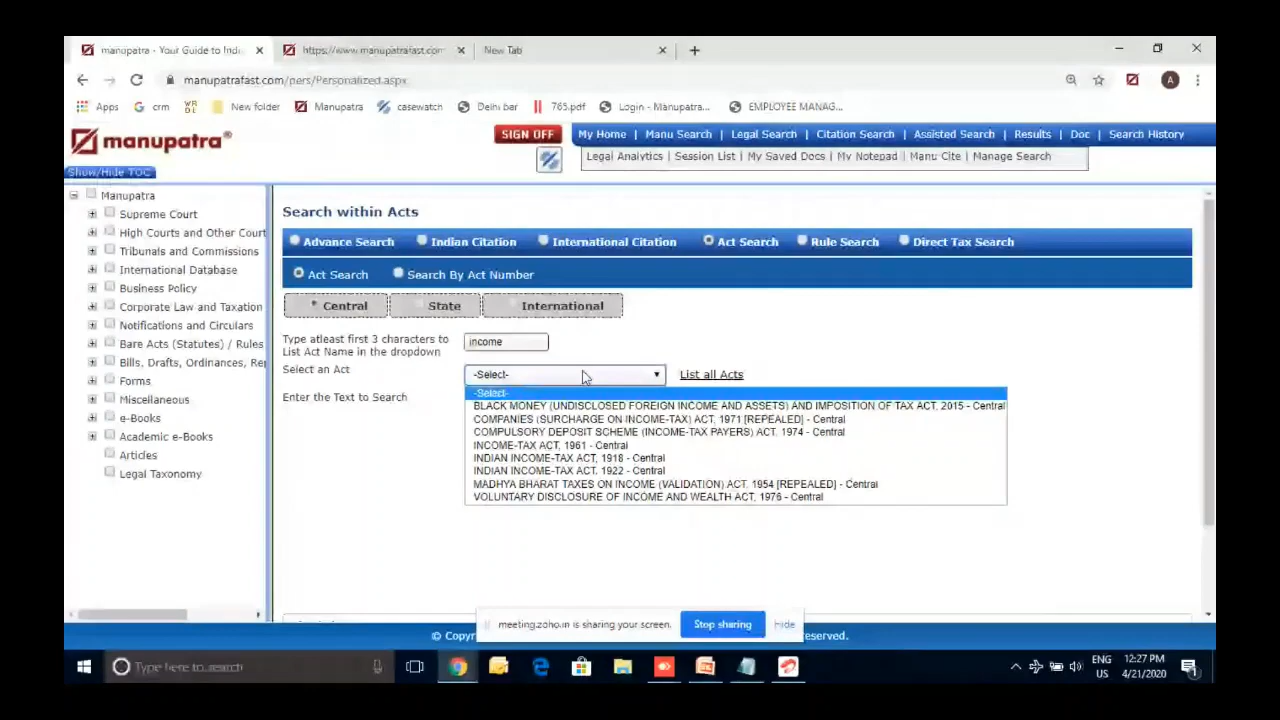 manupatra - Your Guide to Indi
https://www.manupatrafast.com
New Tab
manupatrafast.com/pers/Personalized.aspx
A
Apps
crm
New folder
Manupatra
casewatch
Delhi bar
765.pdf
Login - Manupatra...
EMPLOYEE MANAG...
manupatra®
SIGN OFF
My Home | Manu Search | Legal Search | Citation Search | Assisted Search | Results | Doc | Search History
Legal Analytics | Session List | My Saved Docs | My Notepad | Manu Cite | Manage Search
Show/Hide TOC
Manupatra
Supreme Court
High Courts and Other Court
Tribunals and Commissions
International Database
Business Policy
Corporate Law and Taxation
Notifications and Circulars
Bare Acts (Statutes) / Rules
Bills, Drafts, Ordinances, Rep
Forms
Miscellaneous
e-Books
Academic e-Books
Articles
Legal Taxonomy
Search within Acts
Advance Search
Indian Citation
International Citation
Act Search
Rule Search
Direct Tax Search
Act Search
Search By Act Number
* Central
State
International
Type atleast first 3 characters to
List Act Name in the dropdown
income
Select an Act
-Select-
List all Acts
Enter the Text to Search
-Select-
BLACK MONEY (UNDISCLOSED FOREIGN INCOME AND ASSETS) AND IMPOSITION OF TAX ACT, 2015 - Central
COMPANIES (SURCHARGE ON INCOME-TAX) ACT, 1971 [REPEALED] - Central
COMPULSORY DEPOSIT SCHEME (INCOME-TAX PAYERS) ACT, 1974 - Central
INCOME-TAX ACT, 1961 - Central
INDIAN INCOME-TAX ACT, 1918 - Central
INDIAN INCOME-TAX ACT, 1922 - Central
MADHYA BHARAT TAXES ON INCOME (VALIDATION) ACT, 1954 [REPEALED] - Central
VOLUNTARY DISCLOSURE OF INCOME AND WEALTH ACT, 1976 - Central
meeting.zoho.in is sharing your screen.
Stop sharing
Hide
© Copyr
eserved.
Type here to search
ENG
US
12:27 PM
4/21/2020
1